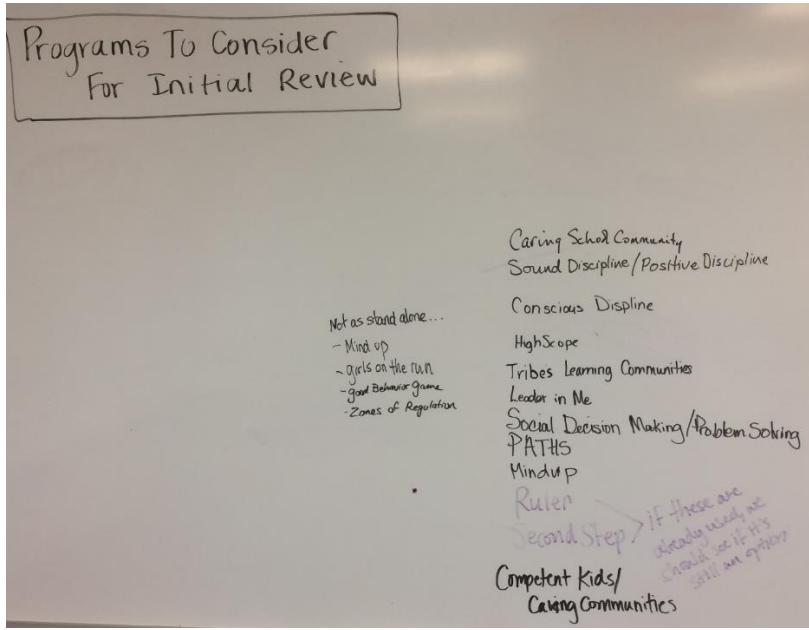 Programs To Consider
For Initial Review
Not as stand alone...
- Mind up
- girls on the run
- good Behavior Game
- Zones of Regulation
Caring School Community
Sound Discipline/Positive Discipline
Conscious Displine
HighScope
Tribes Learning Communities
Leader in Me
Social Decision Making/Problem Solving
PATHS
Mindup
Ruler
Second Step
if these are
already used, we
should see if it's
still an option
Competent Kids/
Caring Communities